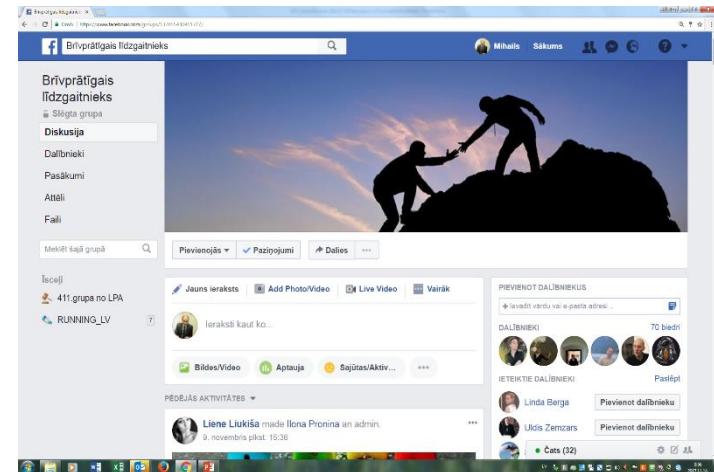 Brīvprātīgais līdzgaitnieks
Mihails
Sākums
Brīvprātīgais
līdzgaitnieks
Slēgta grupa
Diskusija
Dalībnieki
Pasākumi
Attēli
Faili
Meklēt šajā grupā
Īsceļi
411.grupa no LPA
RUNNING_LV 7
Pievienojās
Paziņojumi
Dalies
Jauns ieraksts
Add Photo/Video
Live Video
Vairāk
Ieraksti kaut ko...
Bildes/Video
Aptauja
Sajūtas/Aktiv...
PĒDĒJĀS AKTIVITĀTES
Liene Liukiša made Ilona Pronina an admin.
9. novembris plkst. 15:36
PIEVIENOT DALĪBNIEKUS
+ Ievadīt vārdu vai e-pasta adresi...
DALĪBNIEKI 70 biedri
IETEIKTIE DALĪBNIEKI Paslēpt
Linda Berga Pievienot dalībnieku
Uldis Zemzars Pievienot dalībnieku
Čats (32)